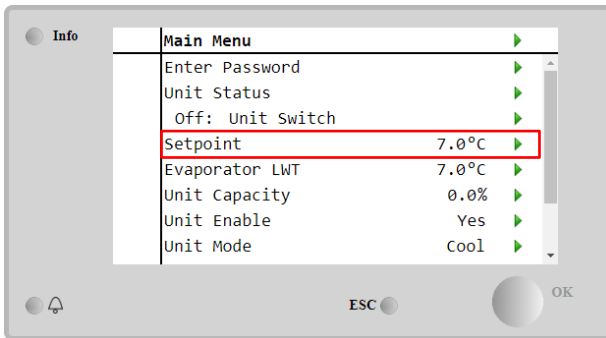 Info
Main Menu
Enter Password
Unit Status
Off: Unit Switch
Setpoint 7.0°C
Evaporator LWT 7.0°C
Unit Capacity 0.0%
Unit Enable Yes
Unit Mode Cool
ESC
OK